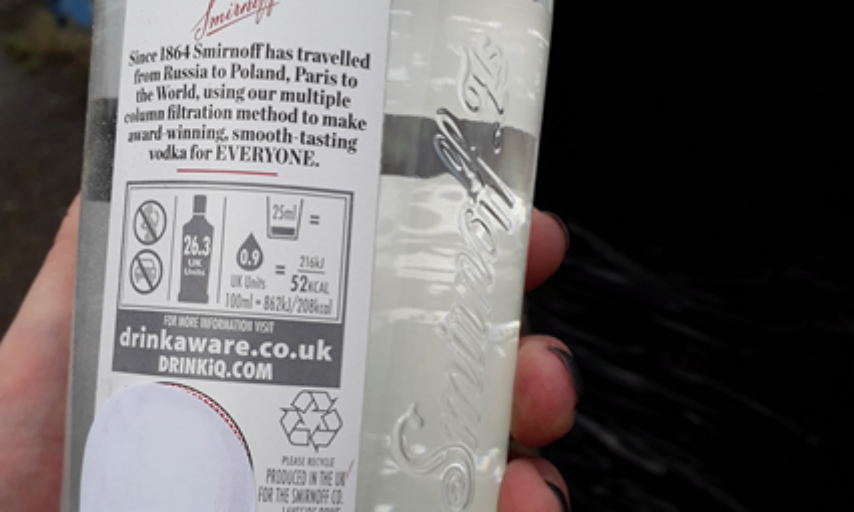 Smirnoff
Since 1864 Smirnoff has travelled
from Russia to Poland, Paris to
the World, using our multiple
column filtration method to make
award-winning, smooth-tasting
vodka for EVERYONE.
26.3
UK
Units
25ml =
0.9
UK Units
= 216kJ
52KCAL
100ml = 862kJ/208kcal
FOR MORE INFORMATION VISIT
drinkaware.co.uk
DRINKiQ.COM
PLEASE RECYCLE
PRODUCED IN THE UK
FOR THE SMIRNOFF CO.
Smirnoff